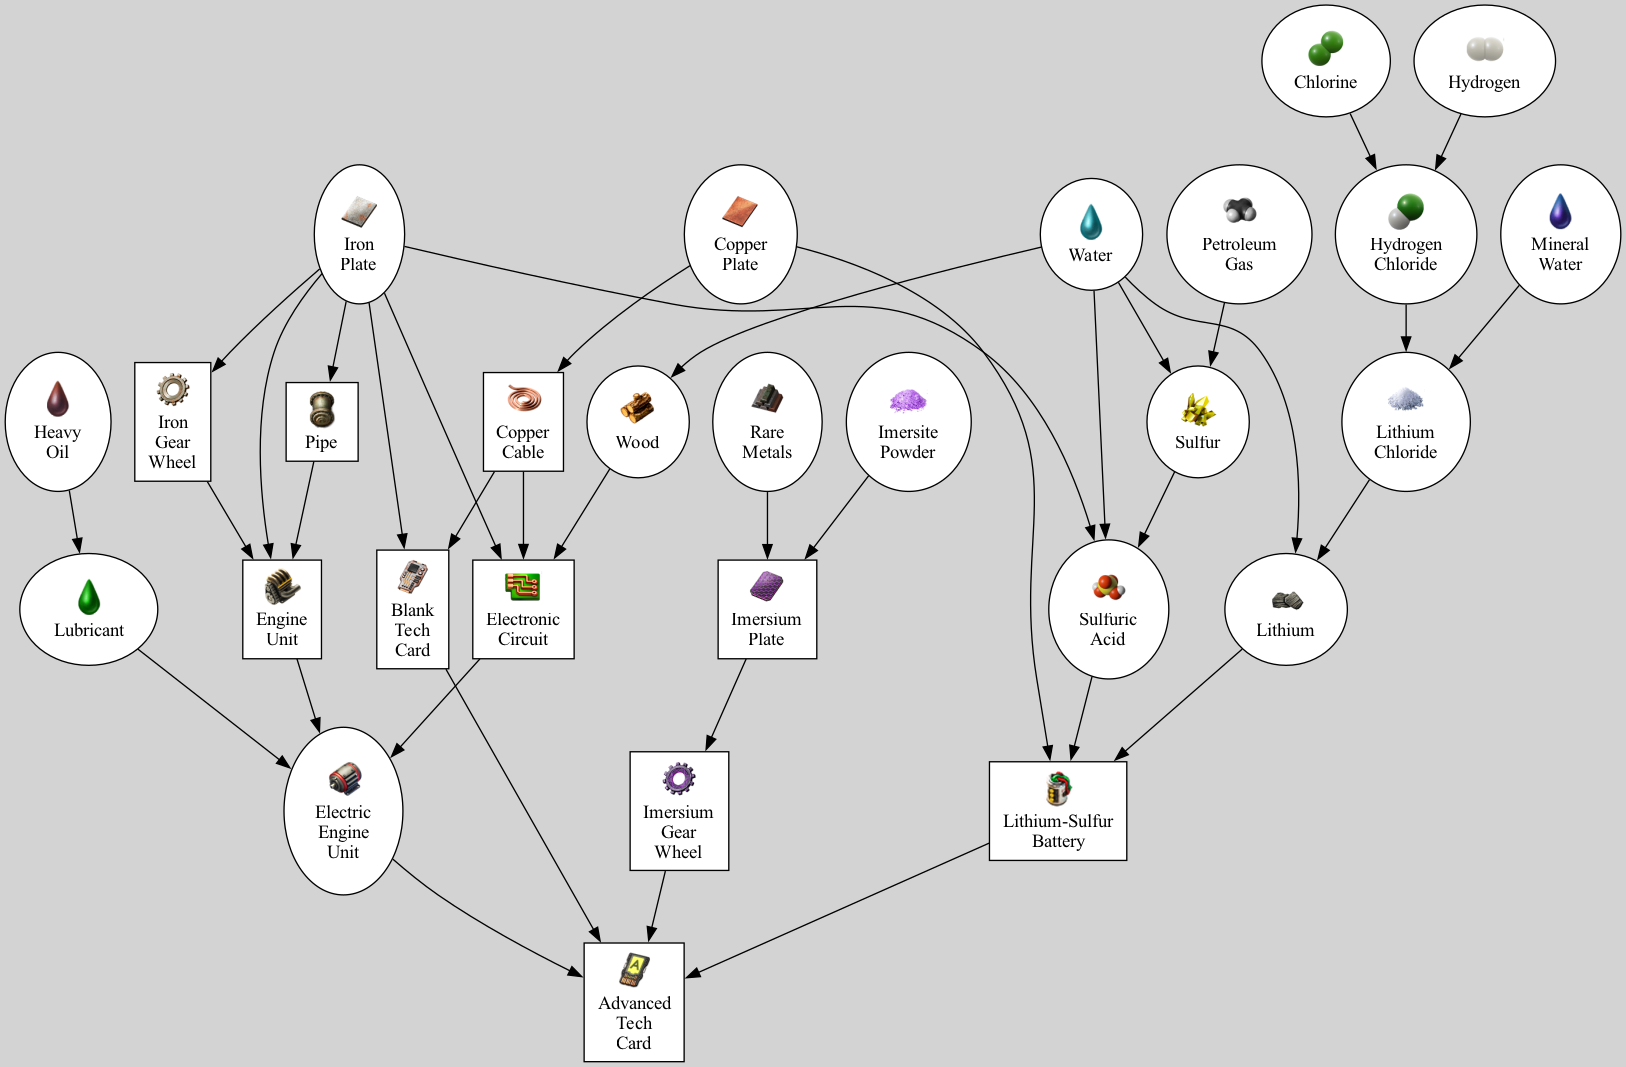 Chlorine
Hydrogen
Iron
Plate
Copper
Plate
Water
Petroleum
Gas
Hydrogen
Chloride
Mineral
Water
Heavy
Oil
Iron
Gear
Wheel
Pipe
Copper
Cable
Wood
Rare
Metals
Imersite
Powder
Sulfur
Lithium
Chloride
Lubricant
Engine
Unit
Blank
Tech
Card
Electronic
Circuit
Imersium
Plate
Sulfuric
Acid
Lithium
Electric
Engine
Unit
Imersium
Gear
Wheel
Lithium-Sulfur
Battery
A
Advanced
Tech
Card